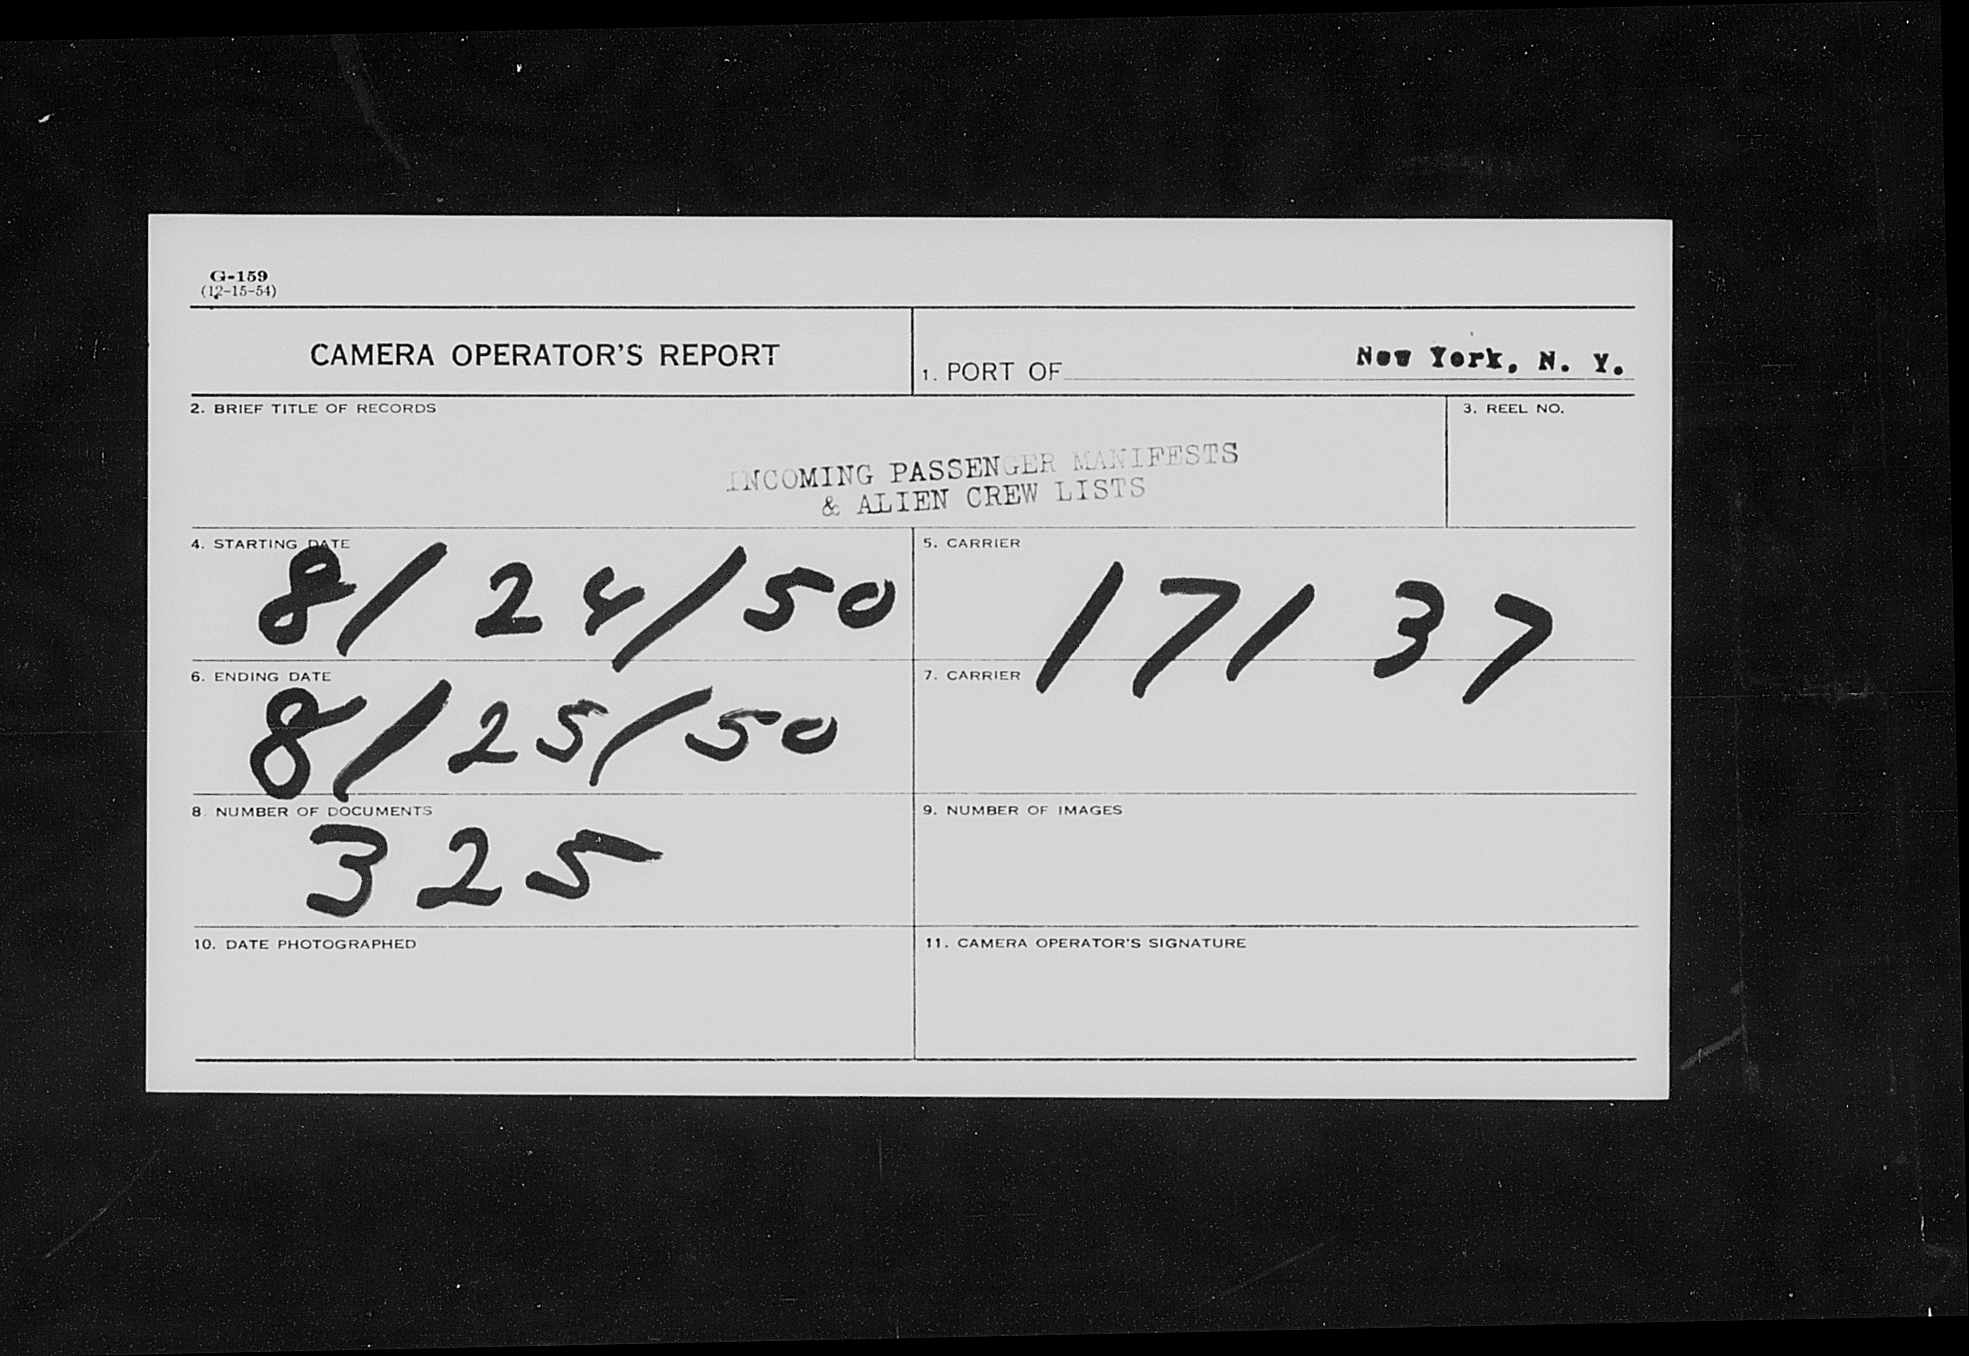 G-159
(12-15-54)
CAMERA OPERATOR'S REPORT
1. PORT OF New York, N. Y.
2. BRIEF TITLE OF RECORDS
3. REEL NO.
INCOMING PASSENGER MANIFESTS
& ALIEN CREW LISTS
4. STARTING DATE
8/24/50
5. CARRIER
17137
6. ENDING DATE
8/25/50
7. CARRIER
8. NUMBER OF DOCUMENTS
325
9. NUMBER OF IMAGES
10. DATE PHOTOGRAPHED
11. CAMERA OPERATOR'S SIGNATURE